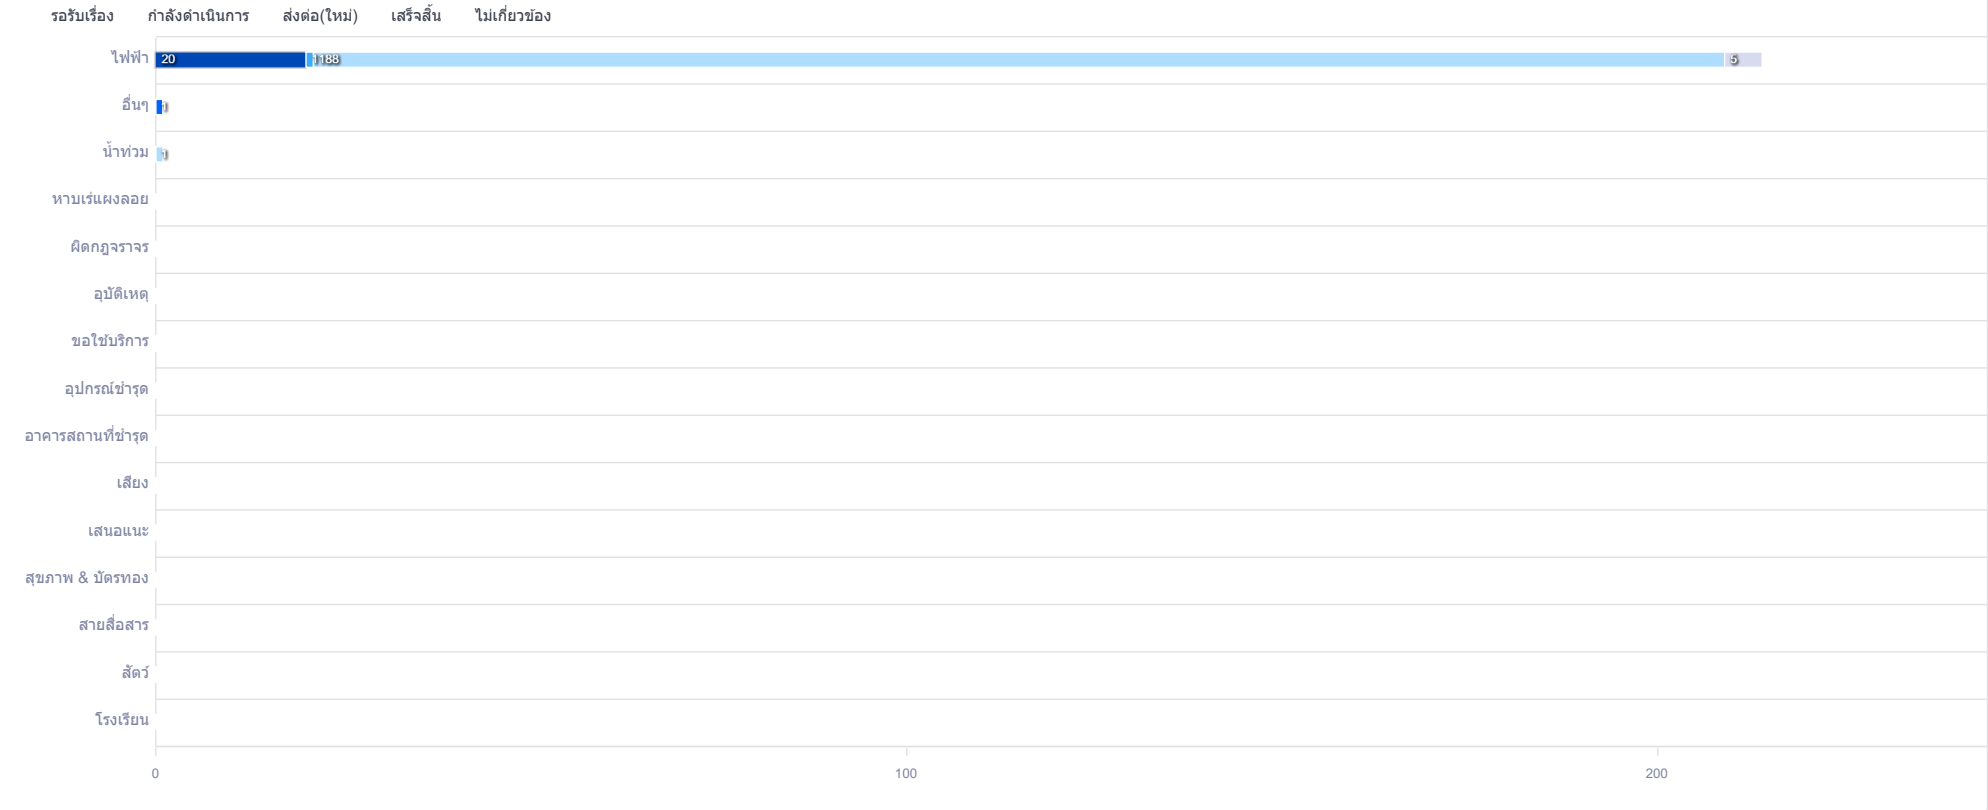 รอรับเรื่อง กำลังดำเนินการ ส่งต่อ(ใหม่) เสร็จสิ้น ไม่เกี่ยวข้อง
ไฟฟ้า 20 1 188 5
อื่นๆ 1
น้ำท่วม 1
หาบเร่แผงลอย
ผิดกฎจราจร
อุบัติเหตุ
ขอใช้บริการ
อุปกรณ์ชำรุด
อาคารสถานที่ชำรุด
เสียง
เสนอแนะ
สุขภาพ & บัตรทอง
สายสื่อสาร
สัตว์
โรงเรียน
0 100 200